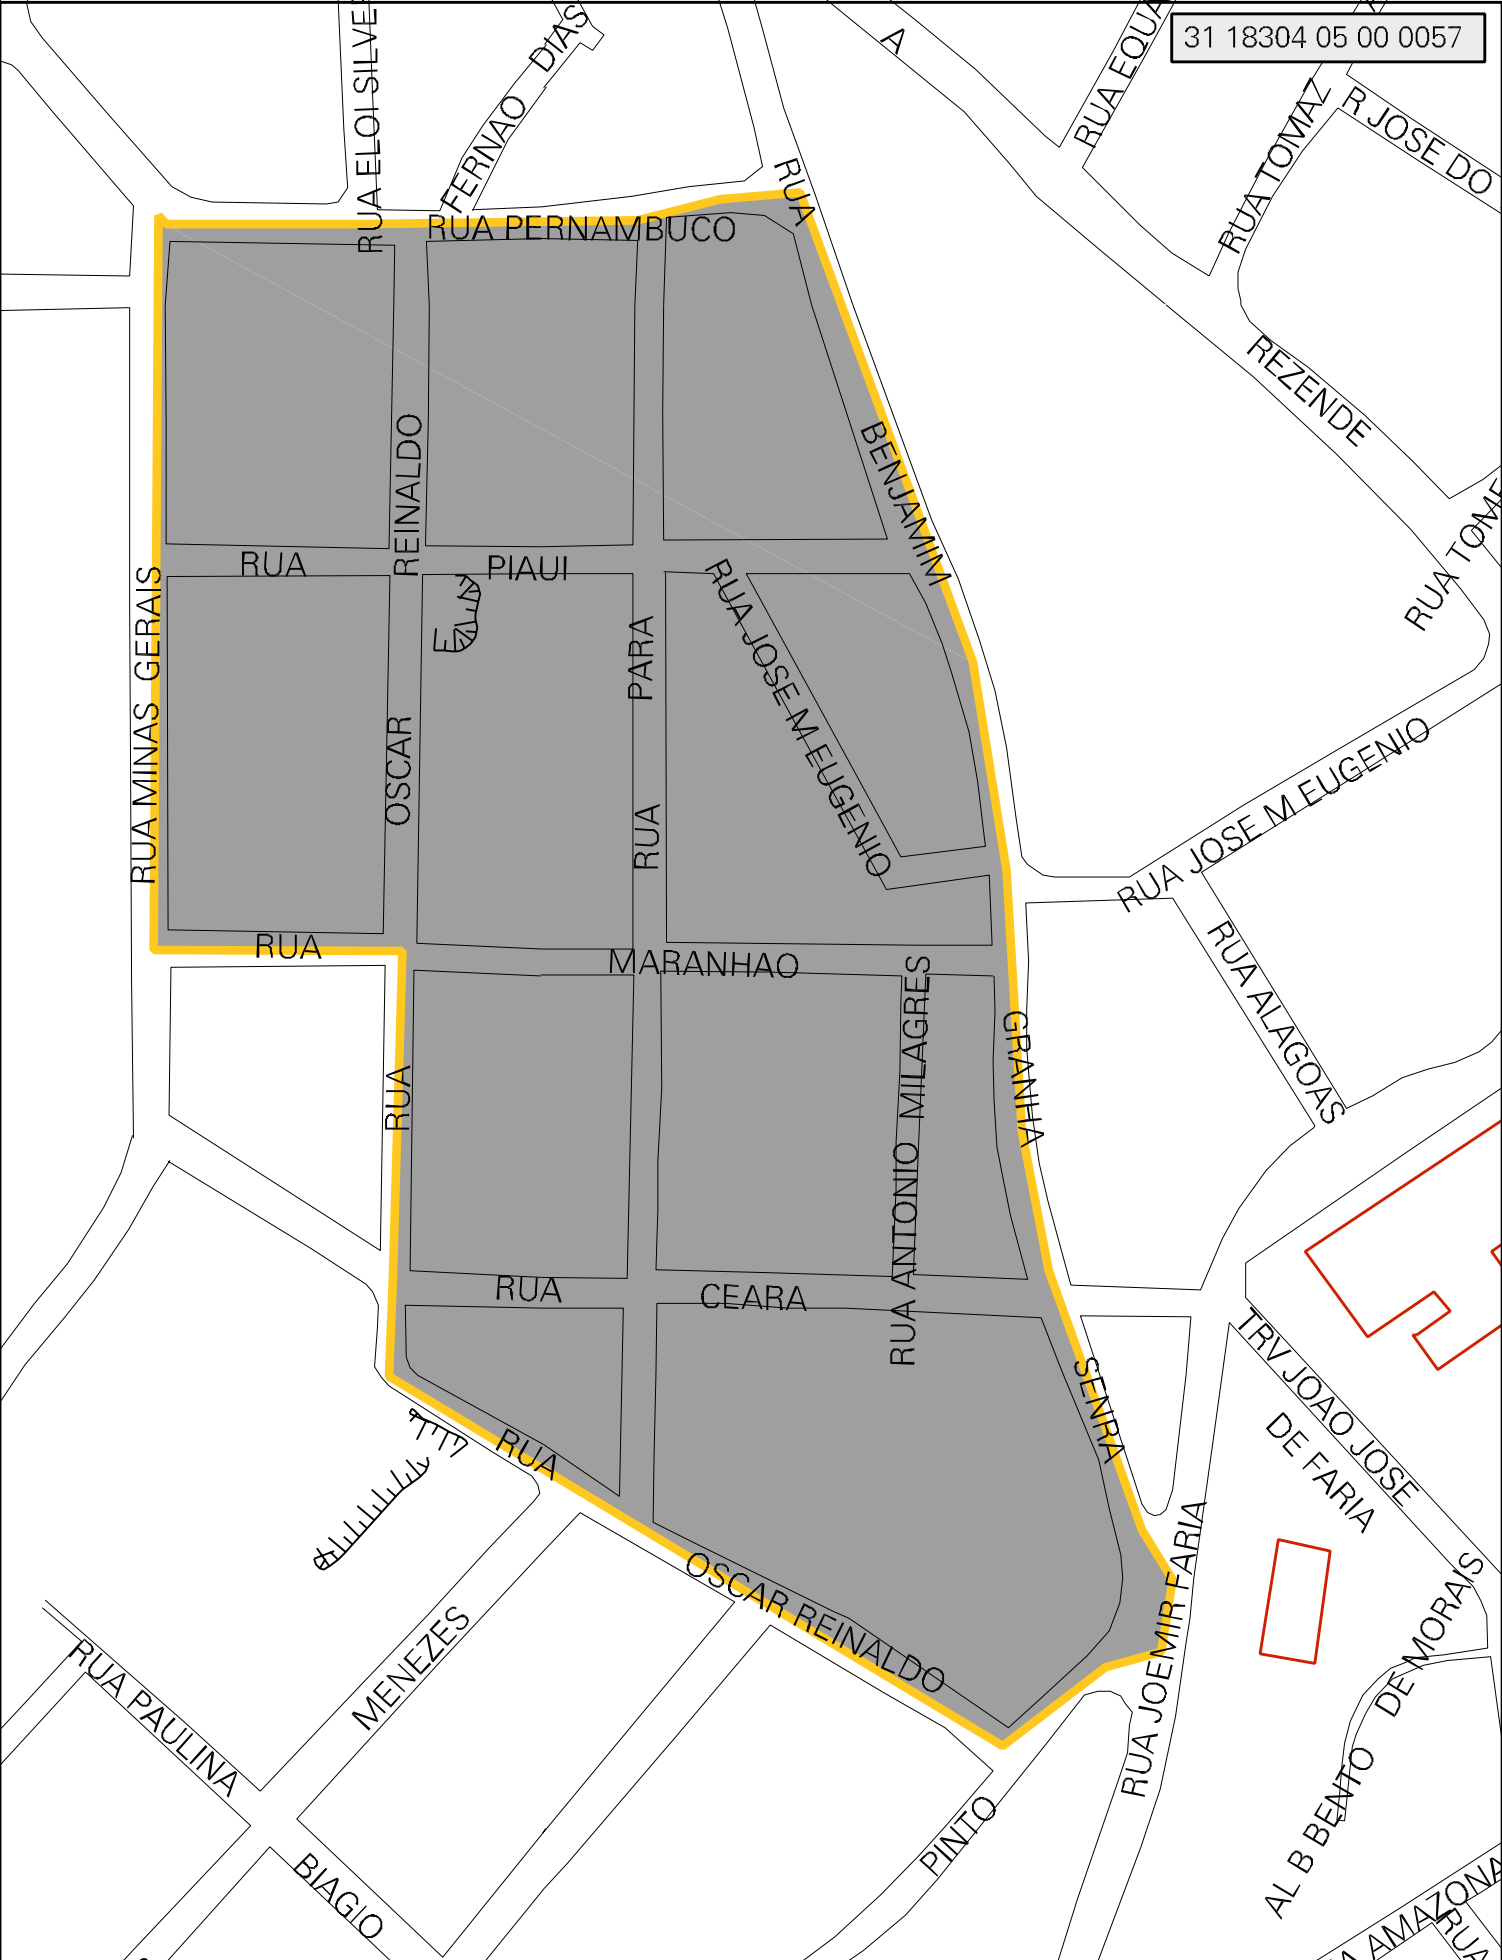 31 18304 05 00 0057
RUA ELOI SILVE
FERNAO DIAS
A
RUA EQUA
RUA TOMAZ
R JOSE DO
RUA PERNAMBUCO
RUA
BENJAMIM
GRANHA
SENRA
REZENDE
RUA TOME
RUA MINAS GERAIS
RUA PIAUI
REINALDO
OSCAR
RUA
PARA
RUA
RUA JOSE M EUGENIO
RUA JOSE M EUGENIO
RUA ALAGOAS
RUA MARANHAO
RUA ANTONIO MILAGRES
RUA CEARA
RUA OSCAR REINALDO
TRV JOAO JOSE
DE FARIA
RUA JOEMIR FARIA
AL B BENTO DE MORAIS
RUA PAULINA
MENEZES
BIAGIO
PINTO
A AMAZONA
RUA